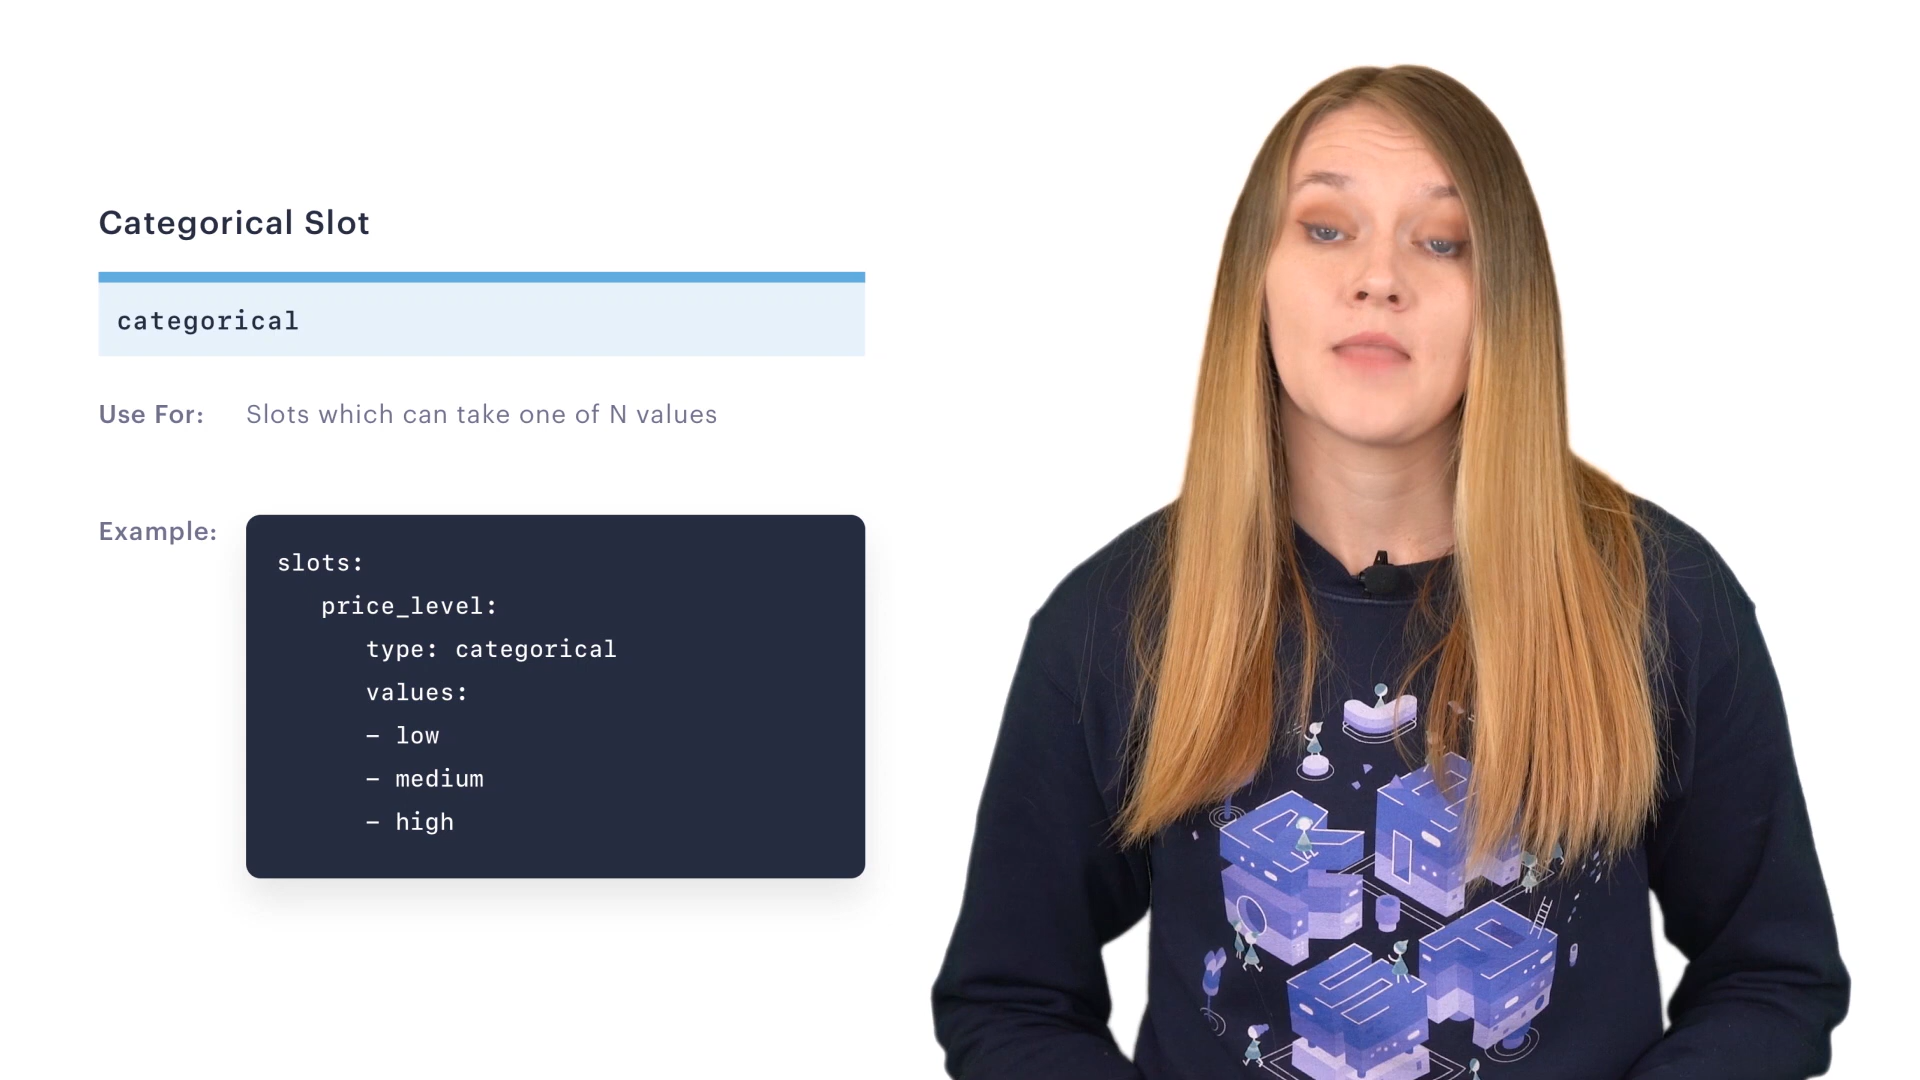 Categorical Slot
categorical
Use For: Slots which can take one of N values
Example:
slots:
price_level:
type: categorical
values:
– low
– medium
– high